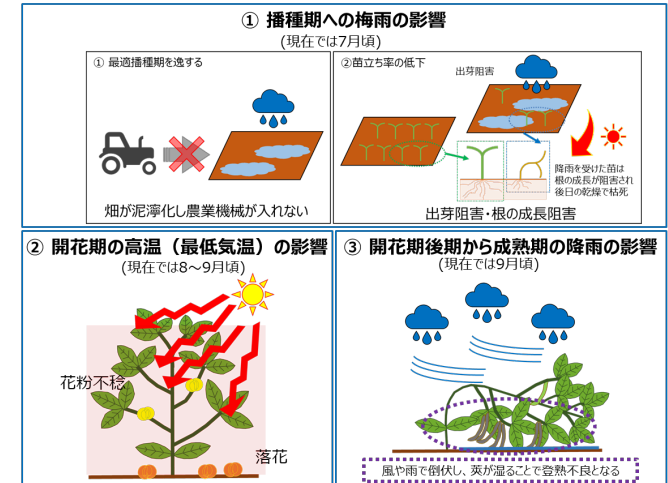 ① 播種期への梅雨の影響
(現在では7月頃)
① 最適播種期を逸する
畑が泥濘化し農業機械が入れない
②苗立ち率の低下
出芽阻害
降雨を受けた苗は
根の成長が阻害され
後日の乾燥で枯死
出芽阻害・根の成長阻害
② 開花期の高温（最低気温）の影響
(現在では8～9月頃)
花粉不稔
落花
③ 開花期後期から成熟期の降雨の影響
(現在では9月頃)
風や雨で倒伏し、莢が湿ることで登熟不良となる